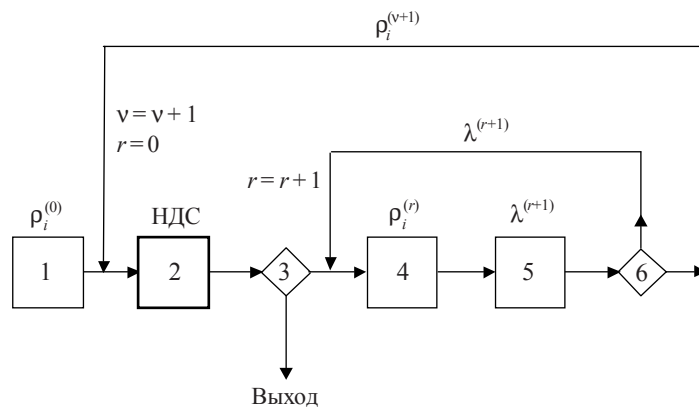 ρ_i^(ν+1)
ν = ν + 1
r = 0
λ^(r+1)
r = r + 1
ρ_i^(0)
НДС
ρ_i^(r)
λ^(r+1)
1
2
3
4
5
6
Выход